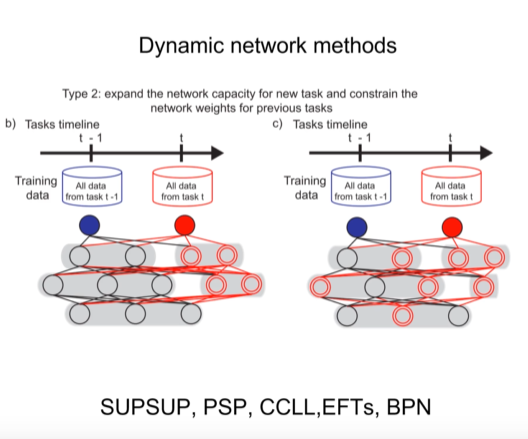 Dynamic network methods
Type 2: expand the network capacity for new task and constrain the
network weights for previous tasks
b) Tasks timeline
t - 1
t
Training
data
All data
from task t -1
All data
from task t
c) Tasks timeline
t - 1
t
Training
data
All data
from task t -1
All data
from task t
SUPSUP, PSP, CCLL,EFTs, BPN